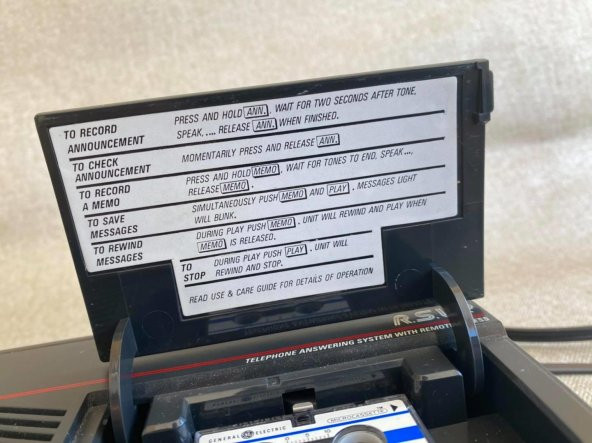 TO RECORD ANNOUNCEMENT
PRESS AND HOLD ANN. WAIT FOR TWO SECONDS AFTER TONE,
SPEAK.... RELEASE ANN. WHEN FINISHED.
TO CHECK ANNOUNCEMENT
MOMENTARILY PRESS AND RELEASE ANN.
TO RECORD A MEMO
PRESS AND HOLD MEMO, WAIT FOR TONES TO END, SPEAK...,
RELEASE MEMO.
TO SAVE MESSAGES
SIMULTANEOUSLY PUSH MEMO AND PLAY. MESSAGES LIGHT
WILL BLINK.
TO REWIND MESSAGES
DURING PLAY PUSH MEMO. UNIT WILL REWIND AND PLAY WHEN
MEMO IS RELEASED.
TO STOP
DURING PLAY PUSH PLAY. UNIT WILL
REWIND AND STOP.
READ USE & CARE GUIDE FOR DETAILS OF OPERATION
TELEPHONE ANSWERING SYSTEM WITH
GENERAL ELECTRIC
MICROCASSETTE